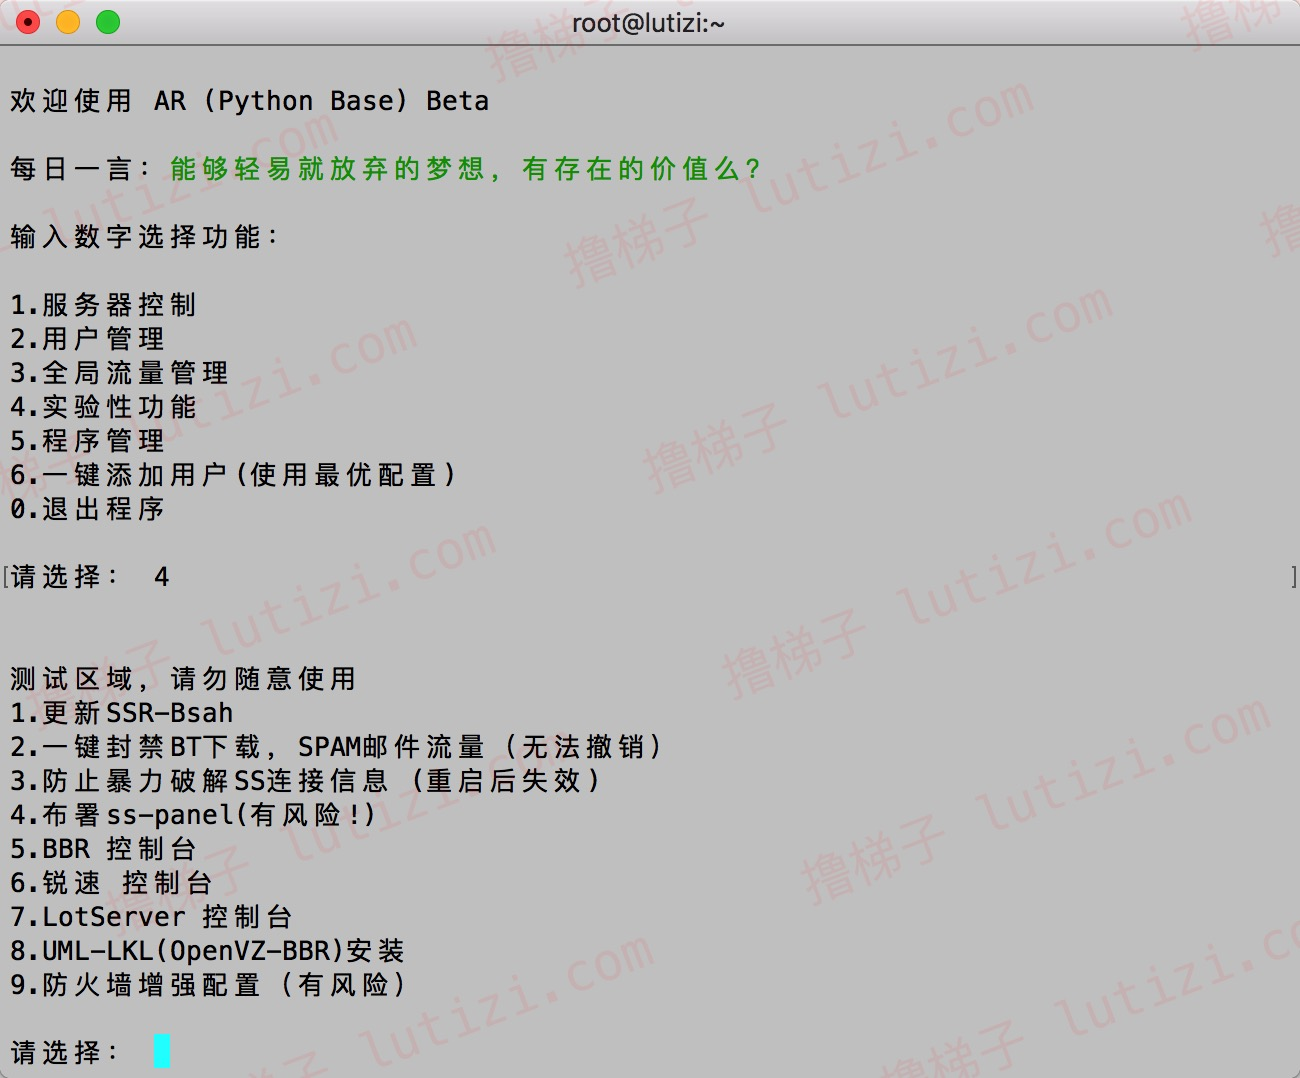 root@lutizi:~
欢迎使用 AR (Python Base) Beta
每日一言：能够轻易就放弃的梦想，有存在的价值么？
输入数字选择功能：
1.服务器控制
2.用户管理
3.全局流量管理
4.实验性功能
5.程序管理
6.一键添加用户(使用最优配置)
0.退出程序
[请选择： 4 ]
测试区域，请勿随意使用
1.更新SSR-Bsah
2.一键封禁BT下载，SPAM邮件流量（无法撤销）
3.防止暴力破解SS连接信息 （重启后失效）
4.布署ss-panel(有风险!)
5.BBR 控制台
6.锐速 控制台
7.LotServer 控制台
8.UML-LKL(OpenVZ-BBR)安装
9.防火墙增强配置（有风险）
请选择：
撸梯子 lutizi.com